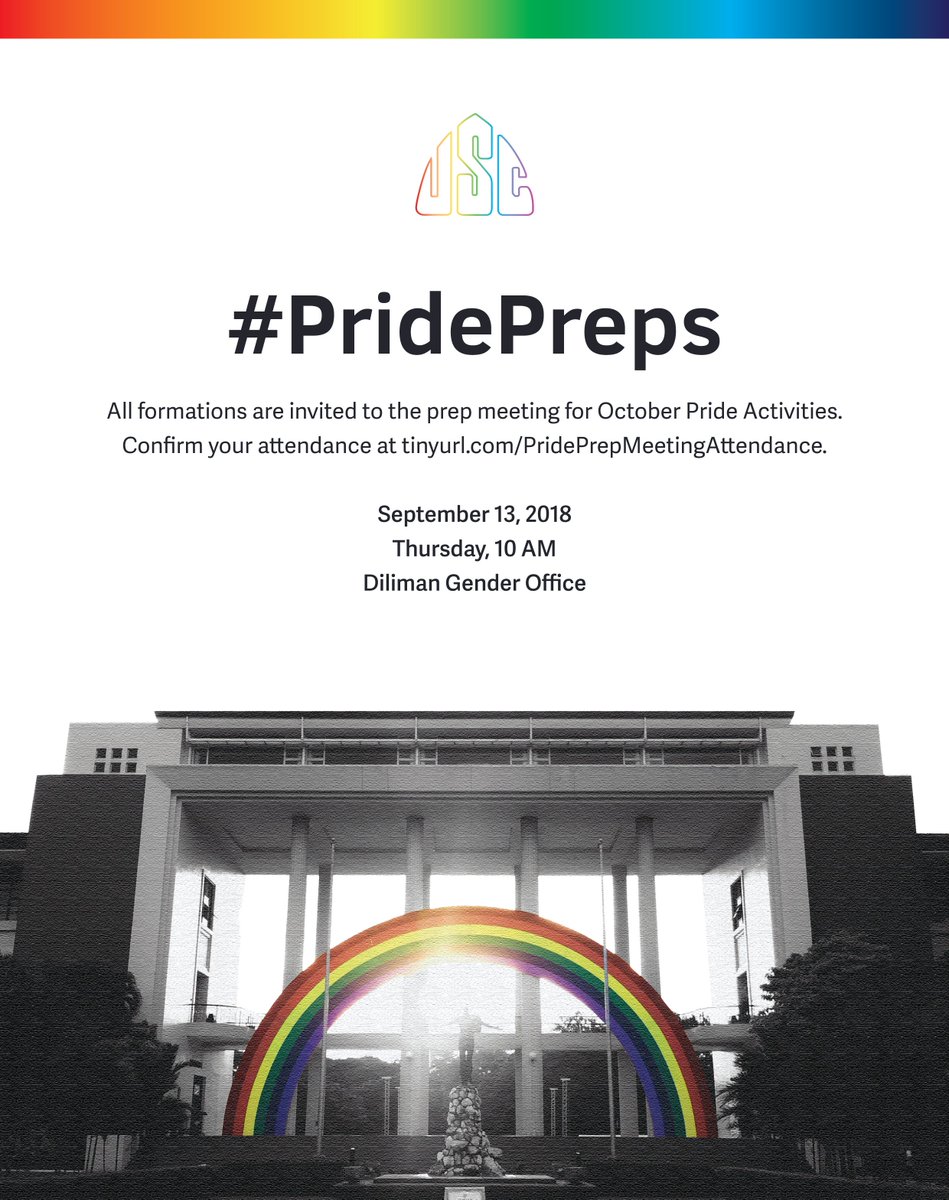 USC
#PridePreps
All formations are invited to the prep meeting for October Pride Activities.
Confirm your attendance at tinyurl.com/PridePrepMeetingAttendance.
September 13, 2018
Thursday, 10 AM
Diliman Gender Office